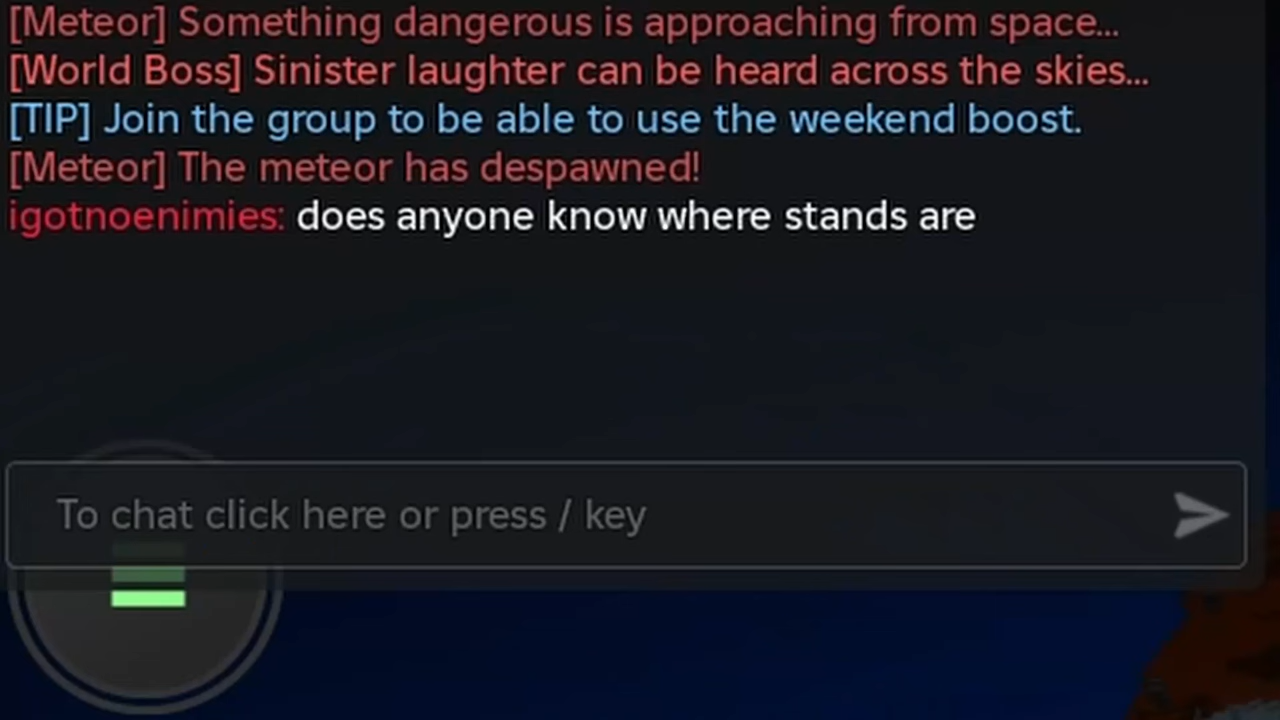 [Meteor] Something dangerous is approaching from space...
[World Boss] Sinister laughter can be heard across the skies...
[TIP] Join the group to be able to use the weekend boost.
[Meteor] The meteor has despawned!
igotnoenimies: does anyone know where stands are
To chat click here or press / key